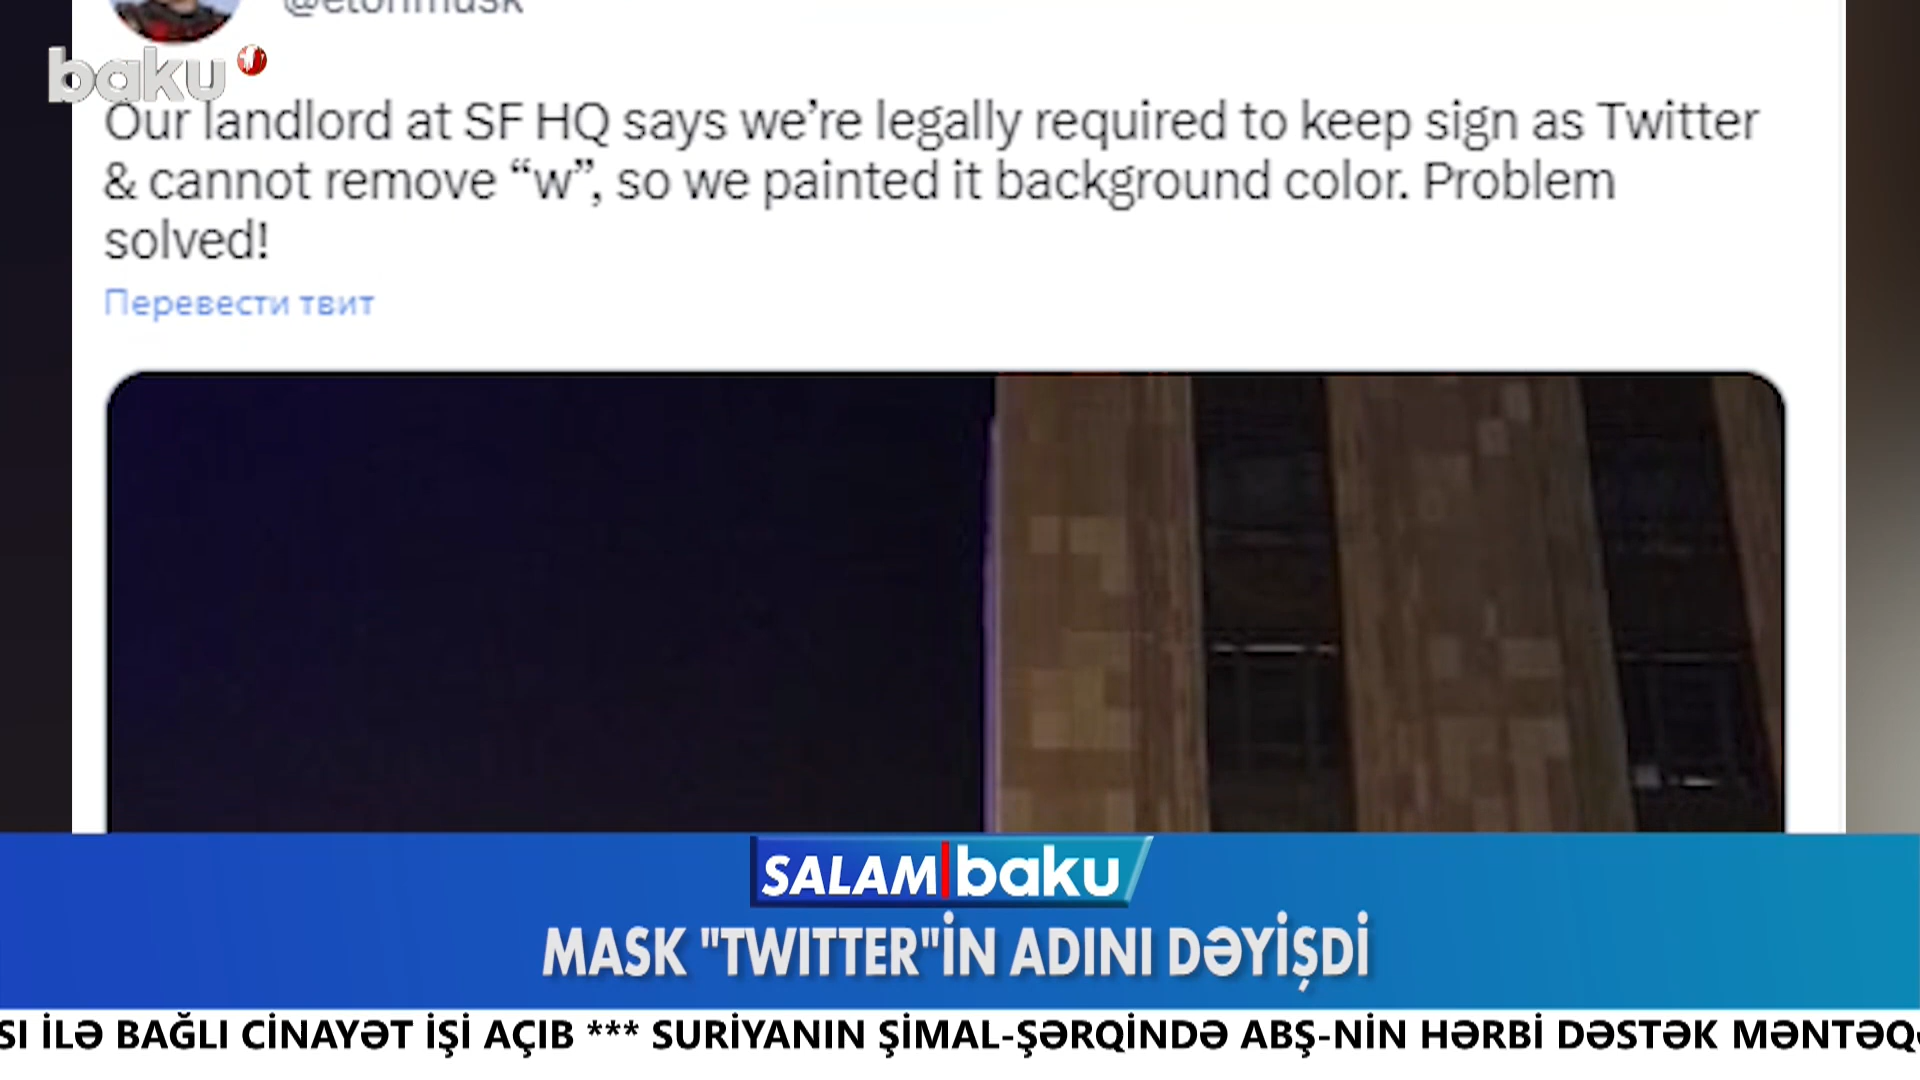 @elonmusk
baku
Our landlord at SF HQ says we’re legally required to keep sign as Twitter
& cannot remove “w”, so we painted it background color. Problem
solved!
Перевести твит
SALAM baku
MASK "TWITTER"İN ADINI DƏYİŞDİ
SI İLƏ BAĞLI CİNAYƏT İŞİ AÇIB *** SURİYANIN ŞİMAL-ŞƏRQİNDƏ ABŞ-NİN HƏRBİ DƏSTƏK